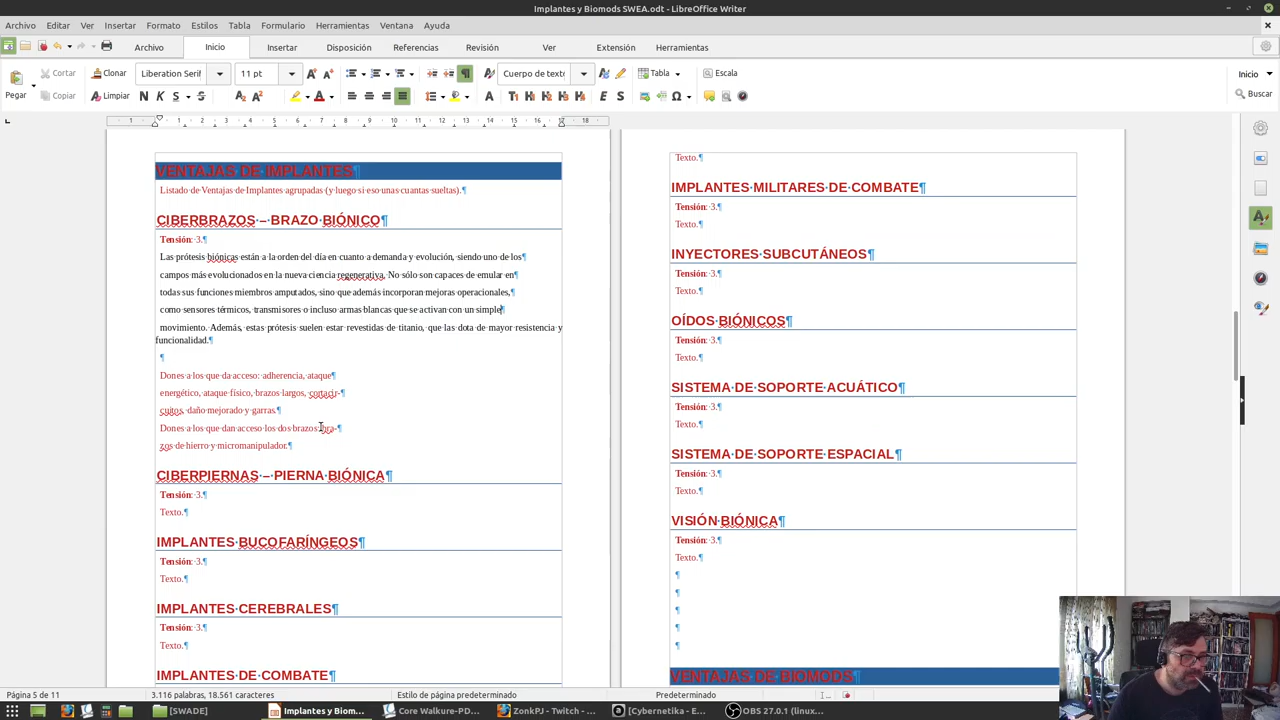 Implantes y Biomods SWEA.odt - LibreOffice Writer
Archivo Editar Ver Insertar Formato Estilos Tabla Formulario Herramientas Ventana Ayuda
Archivo Inicio Insertar Disposición Referencias Revisión Ver Extensión Herramientas
Cortar Clonar Liberation Serif 11 pt Cuerpo de texto Tabla Escala Inicio
Pegar Copiar Limpiar Buscar
VENTAJAS DE IMPLANTES¶
Listado de Ventajas de Implantes agrupadas (y luego si eso unas cuantas sueltas).¶
CIBERBRAZOS – BRAZO BIÓNICO¶
Tensión: 3.¶
Las prótesis biónicas están a la orden del día en cuanto a demanda y evolución, siendo uno de los¶
campos más evolucionados en la nueva ciencia regenerativa. No sólo son capaces de emular en¶
todas sus funciones miembros amputados, sino que además incorporan mejoras operacionales,¶
como sensores térmicos, transmisores o incluso armas blancas que se activan con un simple¶
movimiento. Además, estas prótesis suelen estar revestidas de titanio, que las dota de mayor resistencia y
funcionalidad.¶
¶
Dones a los que da acceso: adherencia, ataque¶
energético, ataque físico, brazos largos, cortacir-¶
cuitos, daño mejorado y garras.¶
Dones a los que dan acceso los dos brazos: bra-¶
zos de hierro y micromanipulador.¶
CIBERPIERNAS – PIERNA BIÓNICA¶
Tensión: 3.¶
Texto.¶
IMPLANTES BUCOFARÍNGEOS¶
Tensión: 3.¶
Texto.¶
IMPLANTES CEREBRALES¶
Tensión: 3.¶
Texto.¶
IMPLANTES DE COMBATE¶
Texto.¶
IMPLANTES MILITARES DE COMBATE¶
Tensión: 3.¶
Texto.¶
INYECTORES SUBCUTÁNEOS¶
Tensión: 3.¶
Texto.¶
OÍDOS BIÓNICOS¶
Tensión: 3.¶
Texto.¶
SISTEMA DE SOPORTE ACUÁTICO¶
Tensión: 3.¶
Texto.¶
SISTEMA DE SOPORTE ESPACIAL¶
Tensión: 3.¶
Texto.¶
VISIÓN BIÓNICA¶
Tensión: 3.¶
Texto.¶
¶
¶
¶
¶
¶
VENTAJAS DE BIOMODS¶
Página 5 de 11 3.116 palabras, 18.561 caracteres Estilo de página predeterminado Predeterminado
[SWADE] Implantes y Biom... Core Walkure-PD... ZonkPJ - Twitch - ... [Cybernetika - E... OBS 27.0.1 (linux...